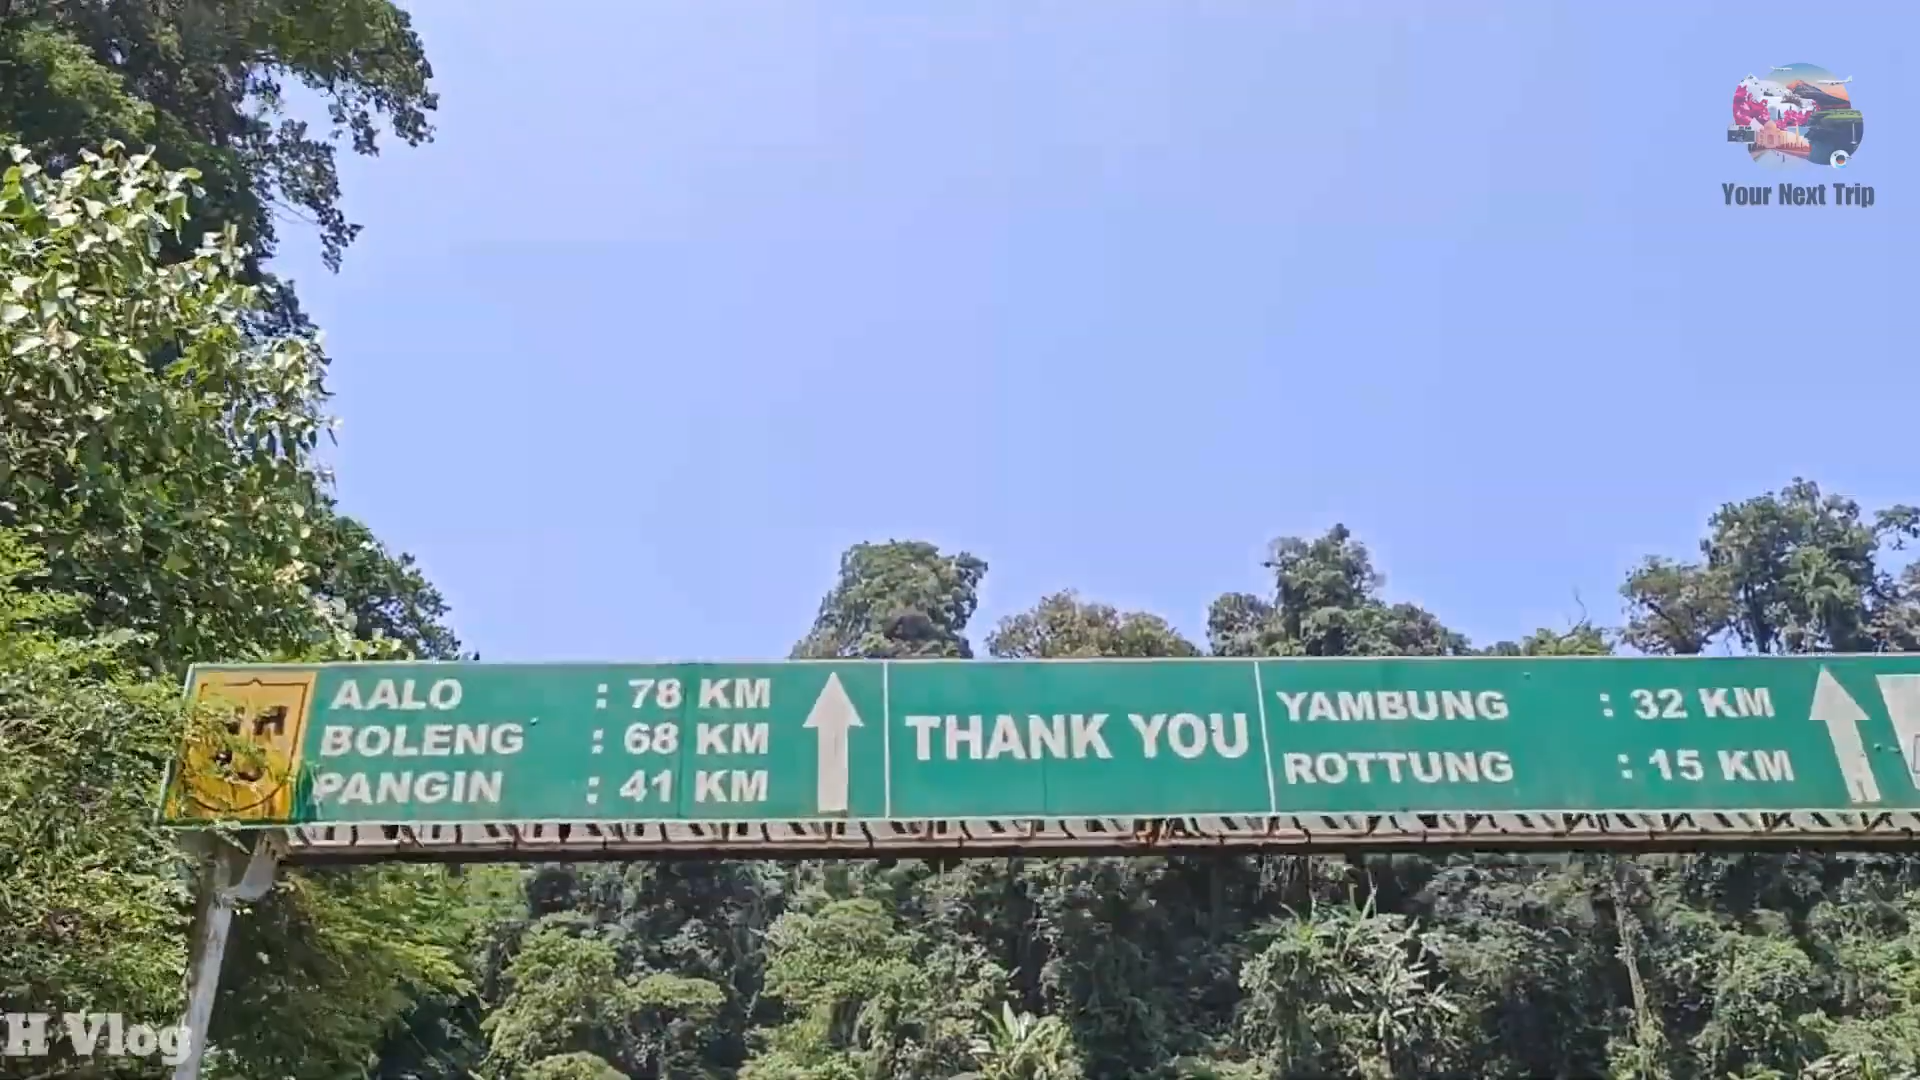 Your Next Trip
AALO : 78 KM
BOLENG : 68 KM
PANGIN : 41 KM
THANK YOU
YAMBUNG : 32 KM
ROTTUNG : 15 KM
H Vlog